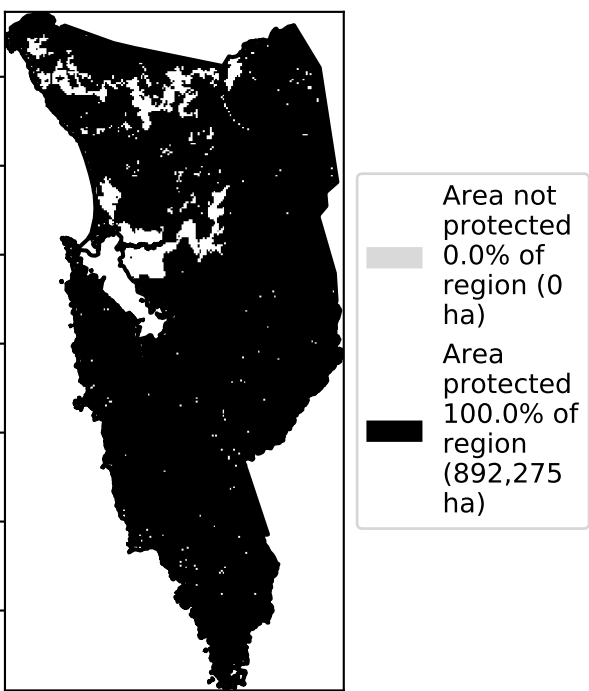 Area not
protected
0.0% of
region (0
ha)
Area
protected
100.0% of
region
(892,275
ha)